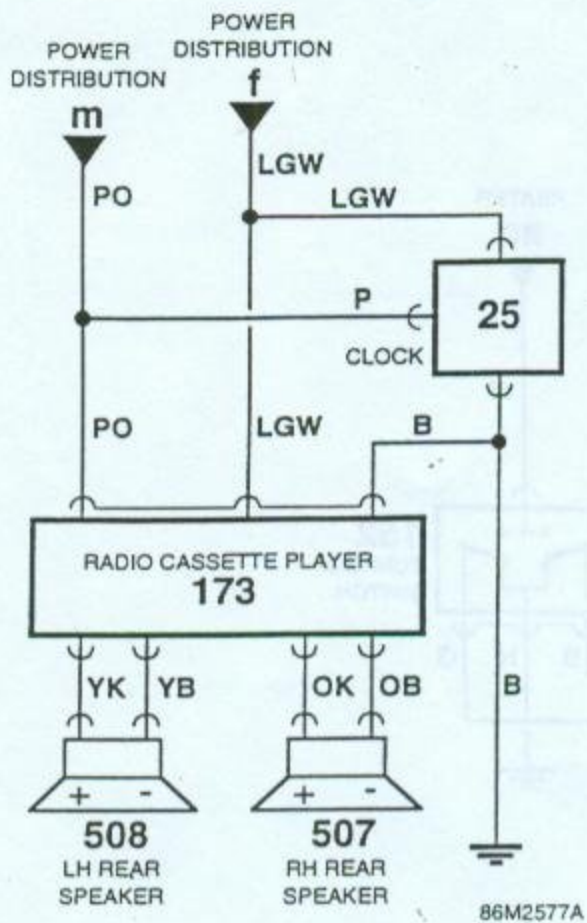 POWER
DISTRIBUTION
m
POWER
DISTRIBUTION
f
PO
LGW
LGW
P
25
CLOCK
PO
LGW
B
RADIO CASSETTE PLAYER
173
YK
YB
OK
OB
B
+ -
+ -
508
LH REAR
SPEAKER
507
RH REAR
SPEAKER
86M2577A